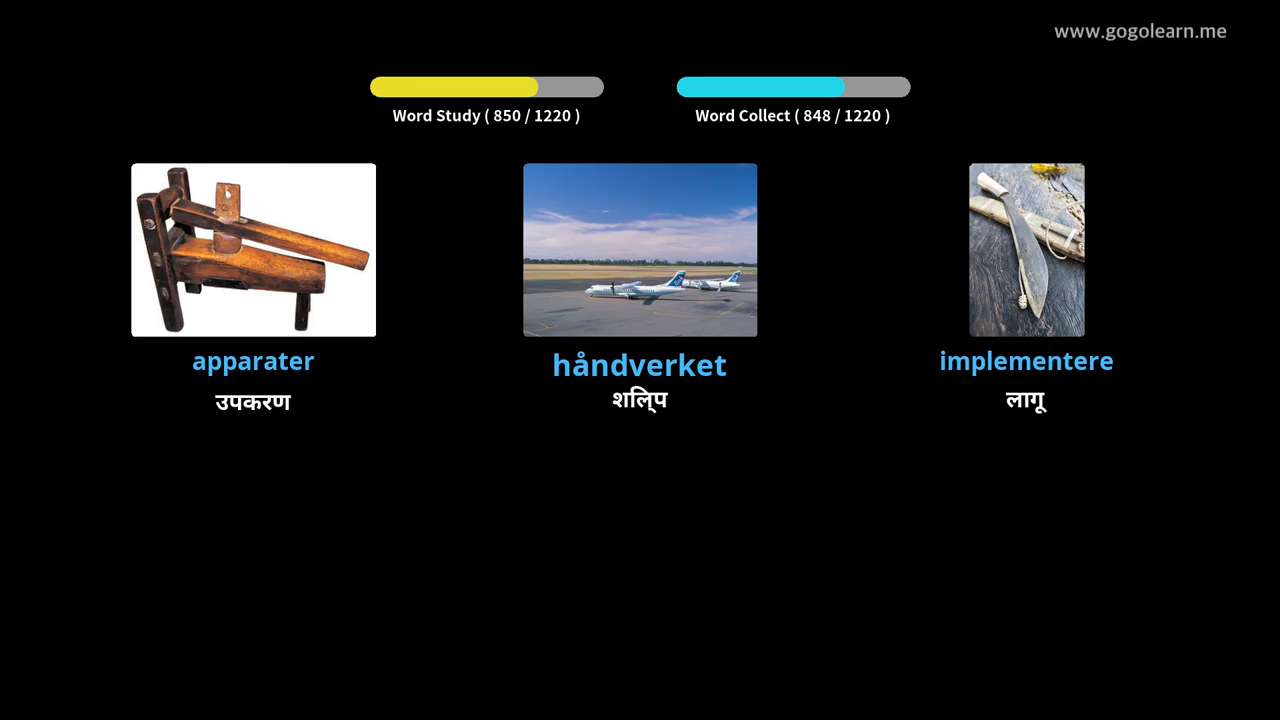 www.gogolearn.me
Word Study ( 850 / 1220 )
Word Collect ( 848 / 1220 )
apparater
håndverket
implementere
उपकरण
शल्पि
लागू